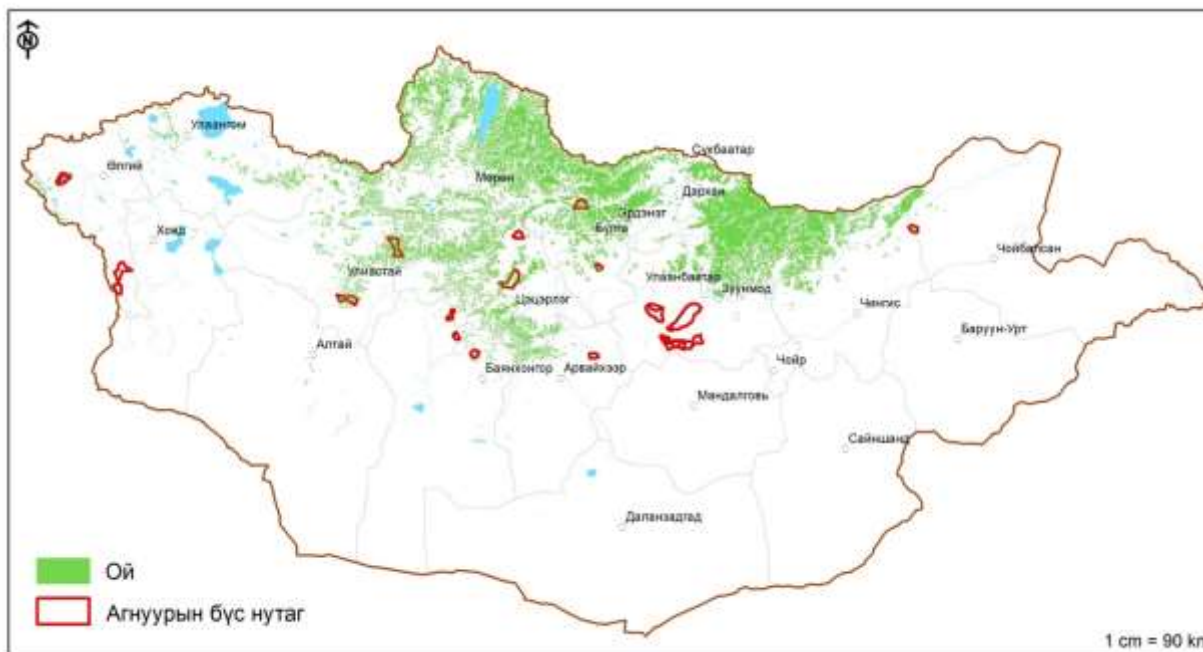 N
Улаангом
Өлгий
Сүхбаатар
Мөрөн
Дархан
Эрдэнэт
Булган
Ховд
Чойбалсан
Улиастай
Улаанбаатар
Цэцэрлэг
Зуунмод
Чингис
Баруун-Урт
Алтай
Баянхонгор
Арвайхээр
Чойр
Мандалговь
Сайншанд
Даланзадгад
Ой
Агнуурын бүс нутаг
1 cm = 90 km